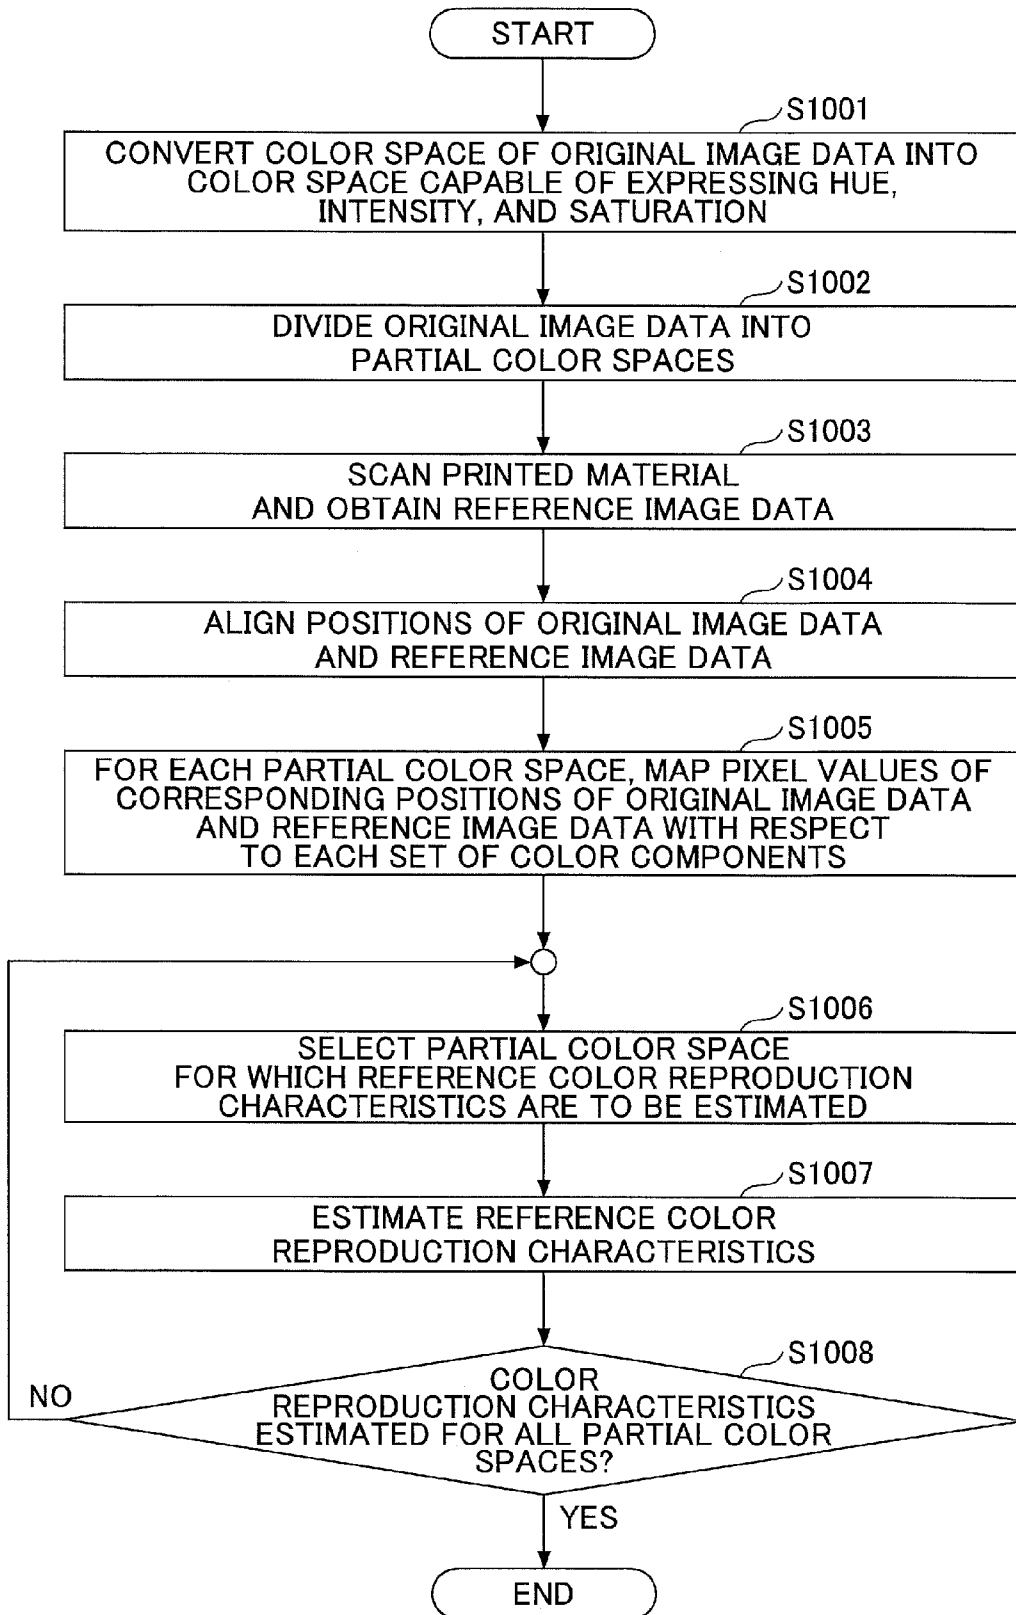 START
S1001
CONVERT COLOR SPACE OF ORIGINAL IMAGE DATA INTO
COLOR SPACE CAPABLE OF EXPRESSING HUE,
INTENSITY, AND SATURATION
S1002
DIVIDE ORIGINAL IMAGE DATA INTO
PARTIAL COLOR SPACES
S1003
SCAN PRINTED MATERIAL
AND OBTAIN REFERENCE IMAGE DATA
S1004
ALIGN POSITIONS OF ORIGINAL IMAGE DATA
AND REFERENCE IMAGE DATA
S1005
FOR EACH PARTIAL COLOR SPACE, MAP PIXEL VALUES OF
CORRESPONDING POSITIONS OF ORIGINAL IMAGE DATA
AND REFERENCE IMAGE DATA WITH RESPECT
TO EACH SET OF COLOR COMPONENTS
S1006
SELECT PARTIAL COLOR SPACE
FOR WHICH REFERENCE COLOR REPRODUCTION
CHARACTERISTICS ARE TO BE ESTIMATED
S1007
ESTIMATE REFERENCE COLOR
REPRODUCTION CHARACTERISTICS
S1008
COLOR
REPRODUCTION CHARACTERISTICS
ESTIMATED FOR ALL PARTIAL COLOR
SPACES?
NO
YES
END